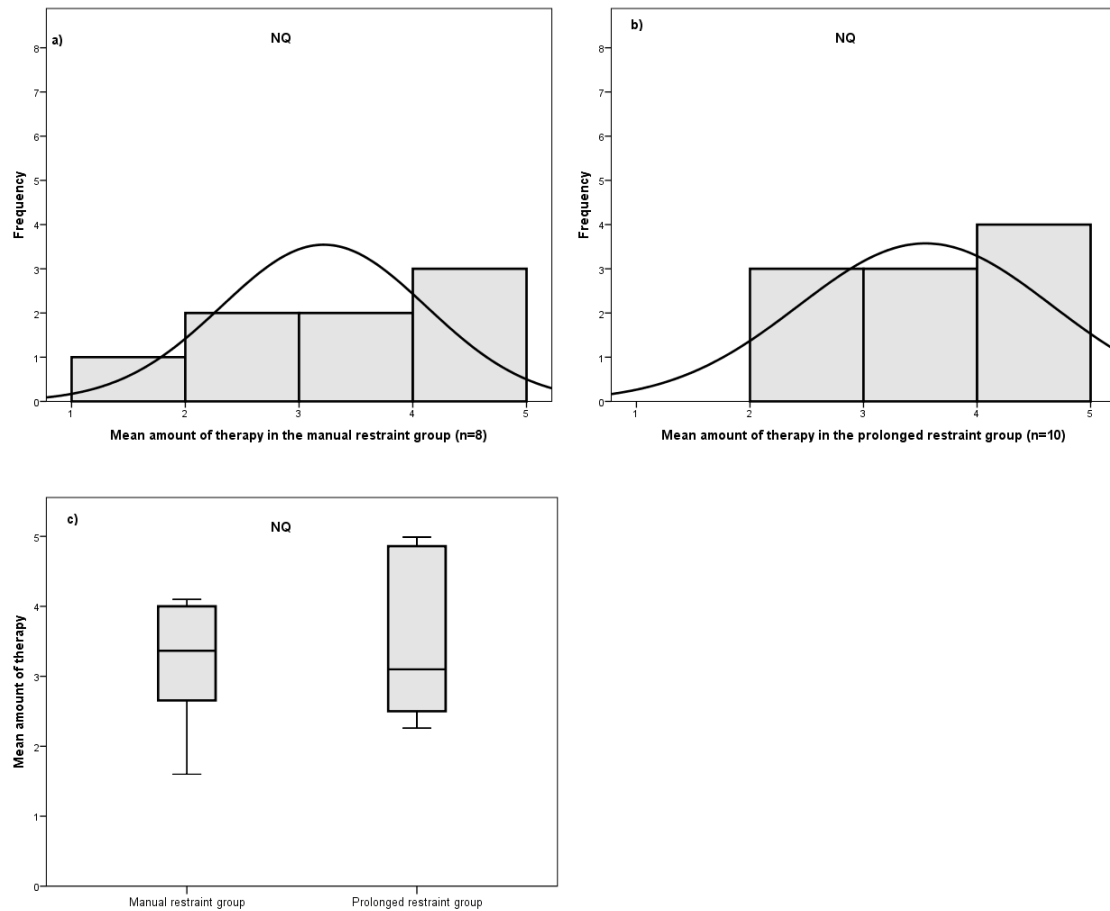 a)
NQ
8
7
6
5
4
3
2
1
0
Frequency
1 2 3 4 5
Mean amount of therapy in the manual restraint group (n=8)
b)
NQ
8
7
6
5
4
3
2
1
0
Frequency
1 2 3 4 5
Mean amount of therapy in the prolonged restraint group (n=10)
c)
NQ
5
4
3
2
1
0
Mean amount of therapy
Manual restraint group
Prolonged restraint group